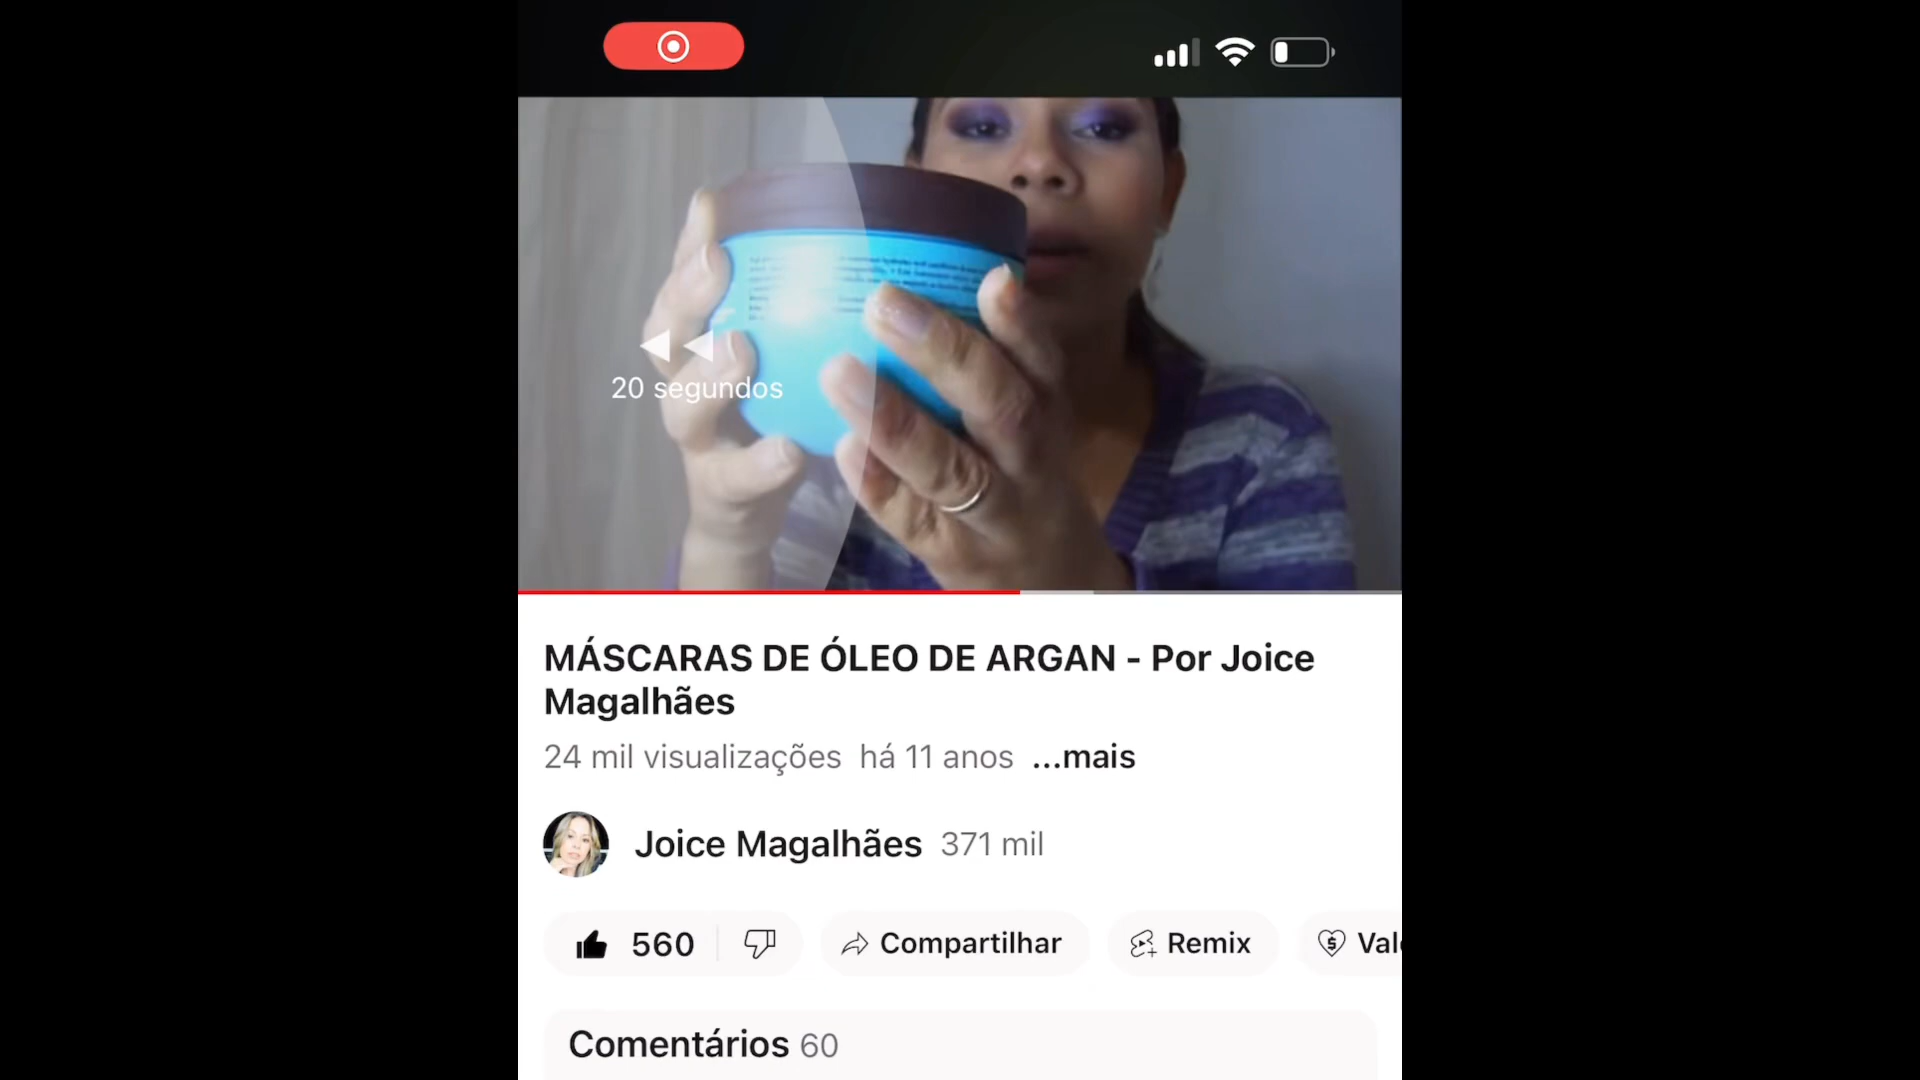 20 segundos
MÁSCARAS DE ÓLEO DE ARGAN - Por Joice
Magalhães
24 mil visualizações há 11 anos ...mais
Joice Magalhães 371 mil
560
Compartilhar
Remix
Comentários 60